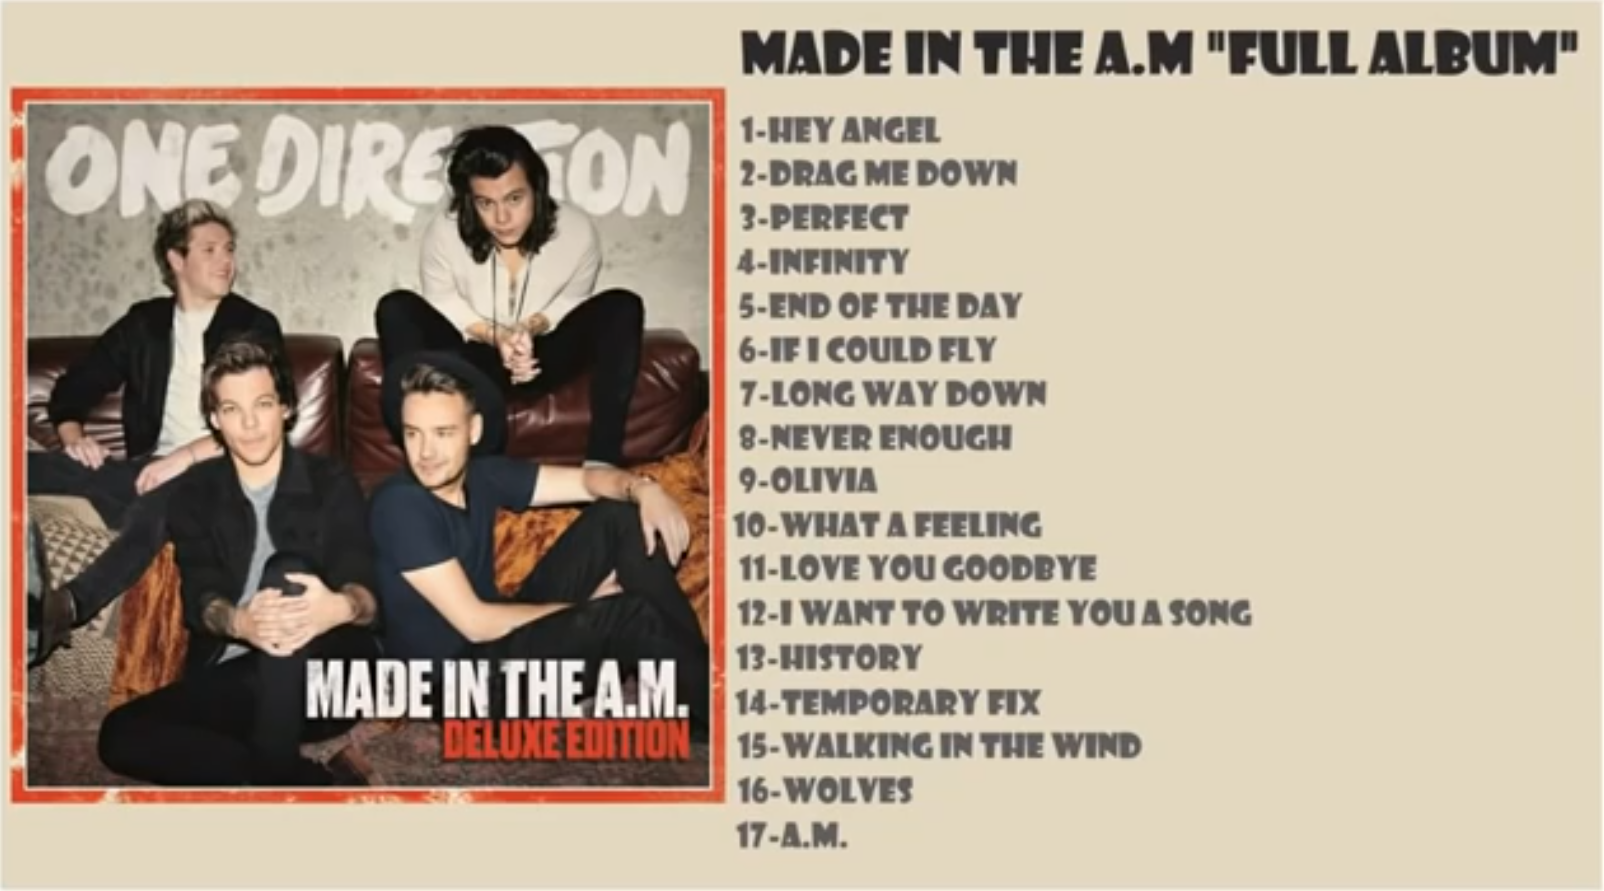 MADE IN THE A.M "FULL ALBUM"
ONE DIRECTION
MADE IN THE A.M.
DELUXE EDITION
1-HEY ANGEL
2-DRAG ME DOWN
3-PERFECT
4-INFINITY
5-END OF THE DAY
6-IF I COULD FLY
7-LONG WAY DOWN
8-NEVER ENOUGH
9-OLIVIA
10-WHAT A FEELING
11-LOVE YOU GOODBYE
12-I WANT TO WRITE YOU A SONG
13-HISTORY
14-TEMPORARY FIX
15-WALKING IN THE WIND
16-WOLVES
17-A.M.